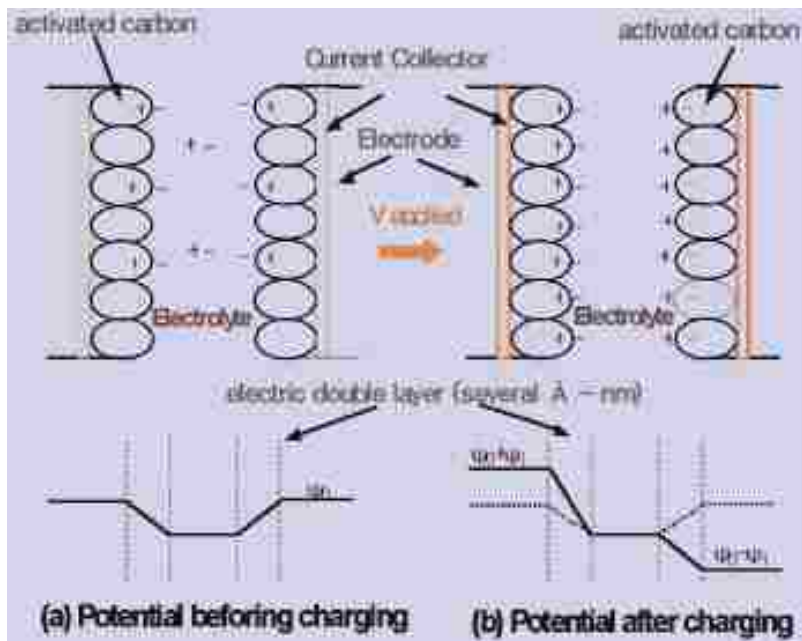 activated carbon
Current Collector
activated carbon
Electrode
V applied
Electrolyte
Electrolyte
electric double layer (several Å - nm)
(a) Potential beforing charging
(b) Potential after charging